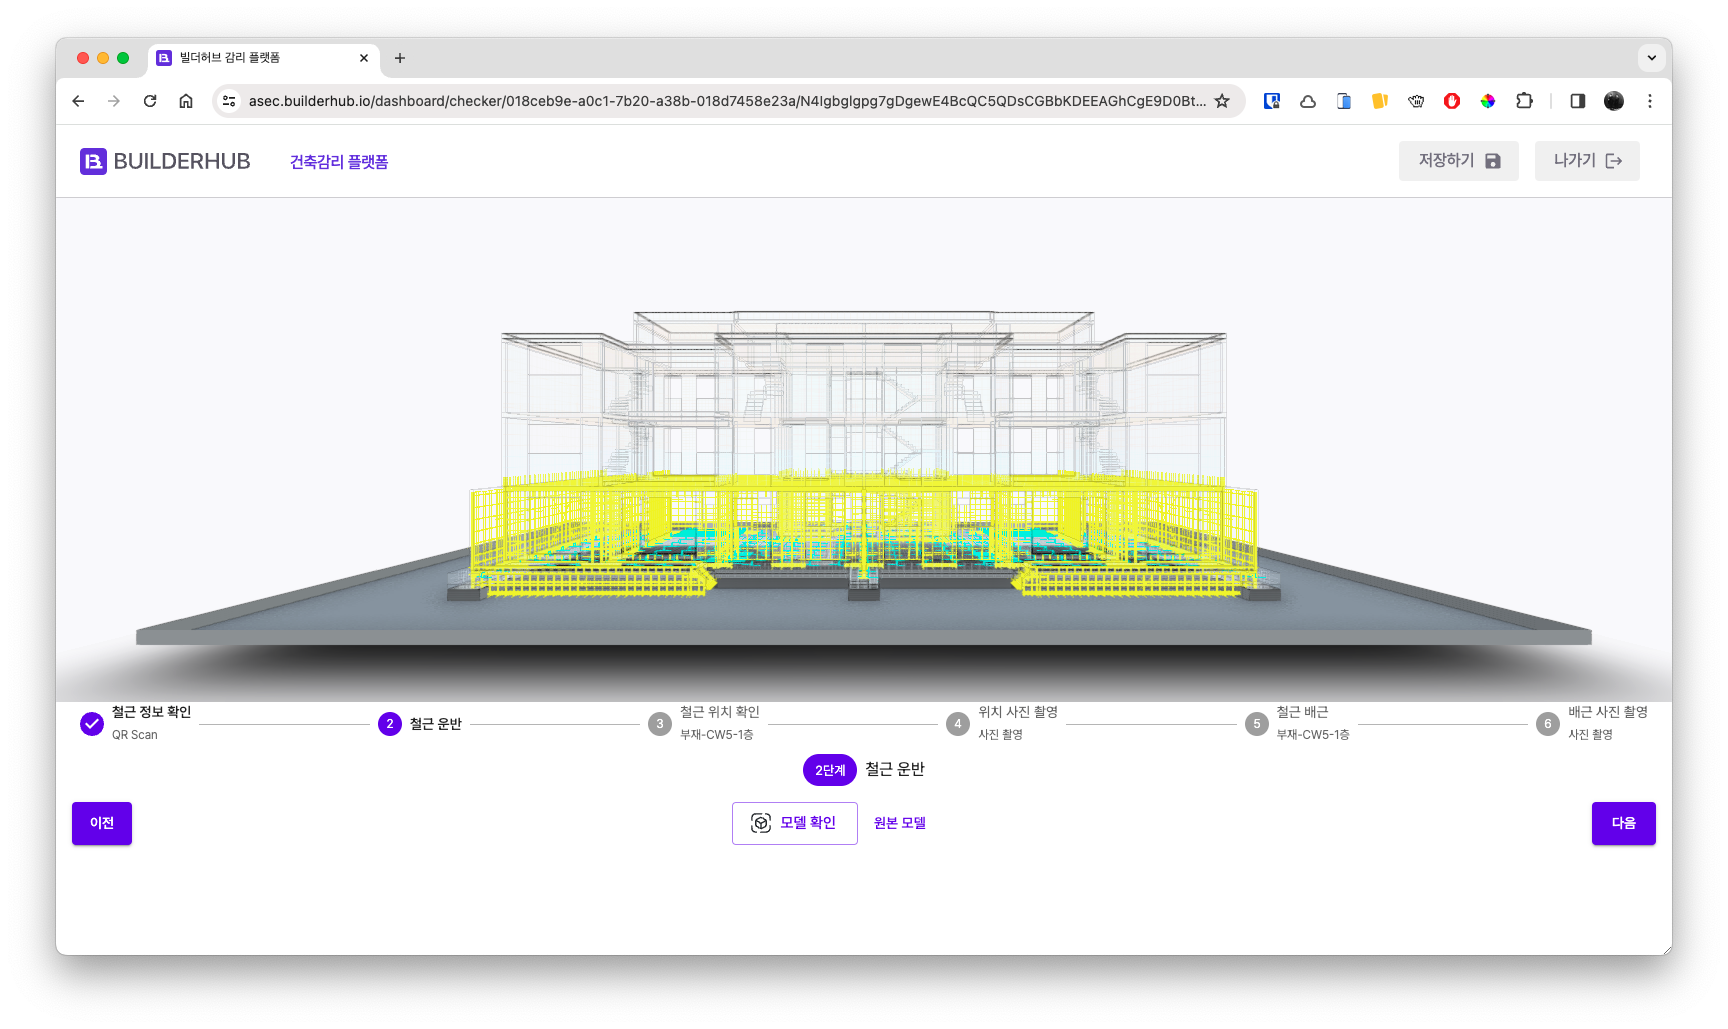 빌더허브 감리 플랫폼
asec.builderhub.io/dashboard/checker/018ceb9e-a0c1-7b20-a38b-018d7458e23a/N4IgbgIgpg7gDgewE4BcQC5QDsCGBbKDEEAGhCgE9D0Bt...
BUILDERHUB 건축감리 플랫폼 저장하기 나가기
철근 정보 확인
QR Scan
2 철근 운반
3 철근 위치 확인
부재-CW5-1층
4 위치 사진 촬영
사진 촬영
5 철근 배근
부재-CW5-1층
6 배근 사진 촬영
사진 촬영
2단계 철근 운반
이전 모델 확인 원본 모델 다음